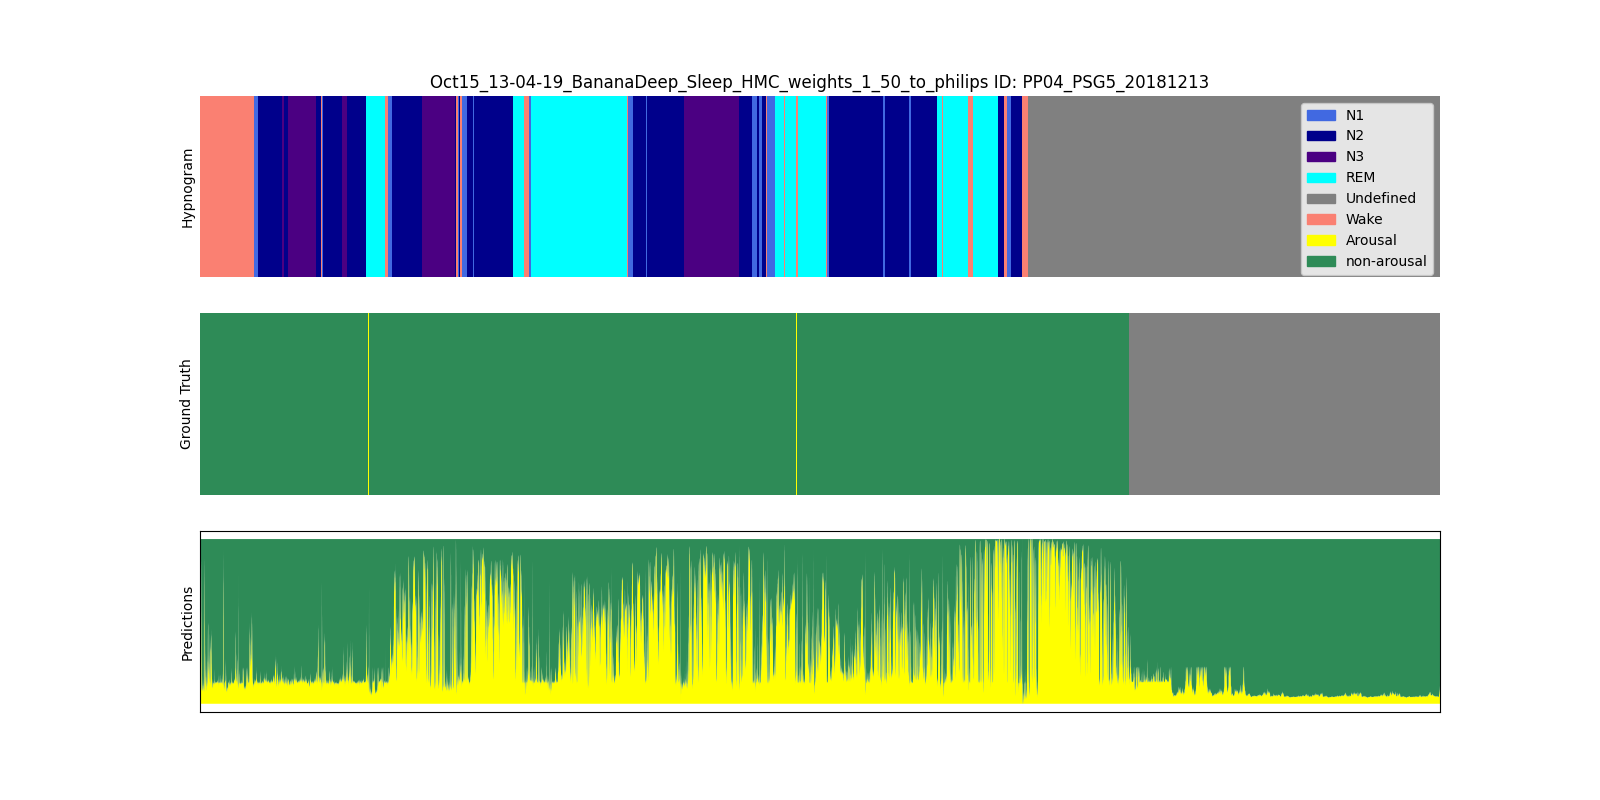 Oct15_13-04-19_BananaDeep_Sleep_HMC_weights_1_50_to_philips ID: PP04_PSG5_20181213
Hypnogram
N1
N2
N3
REM
Undefined
Wake
Arousal
non-arousal
Ground Truth
Predictions